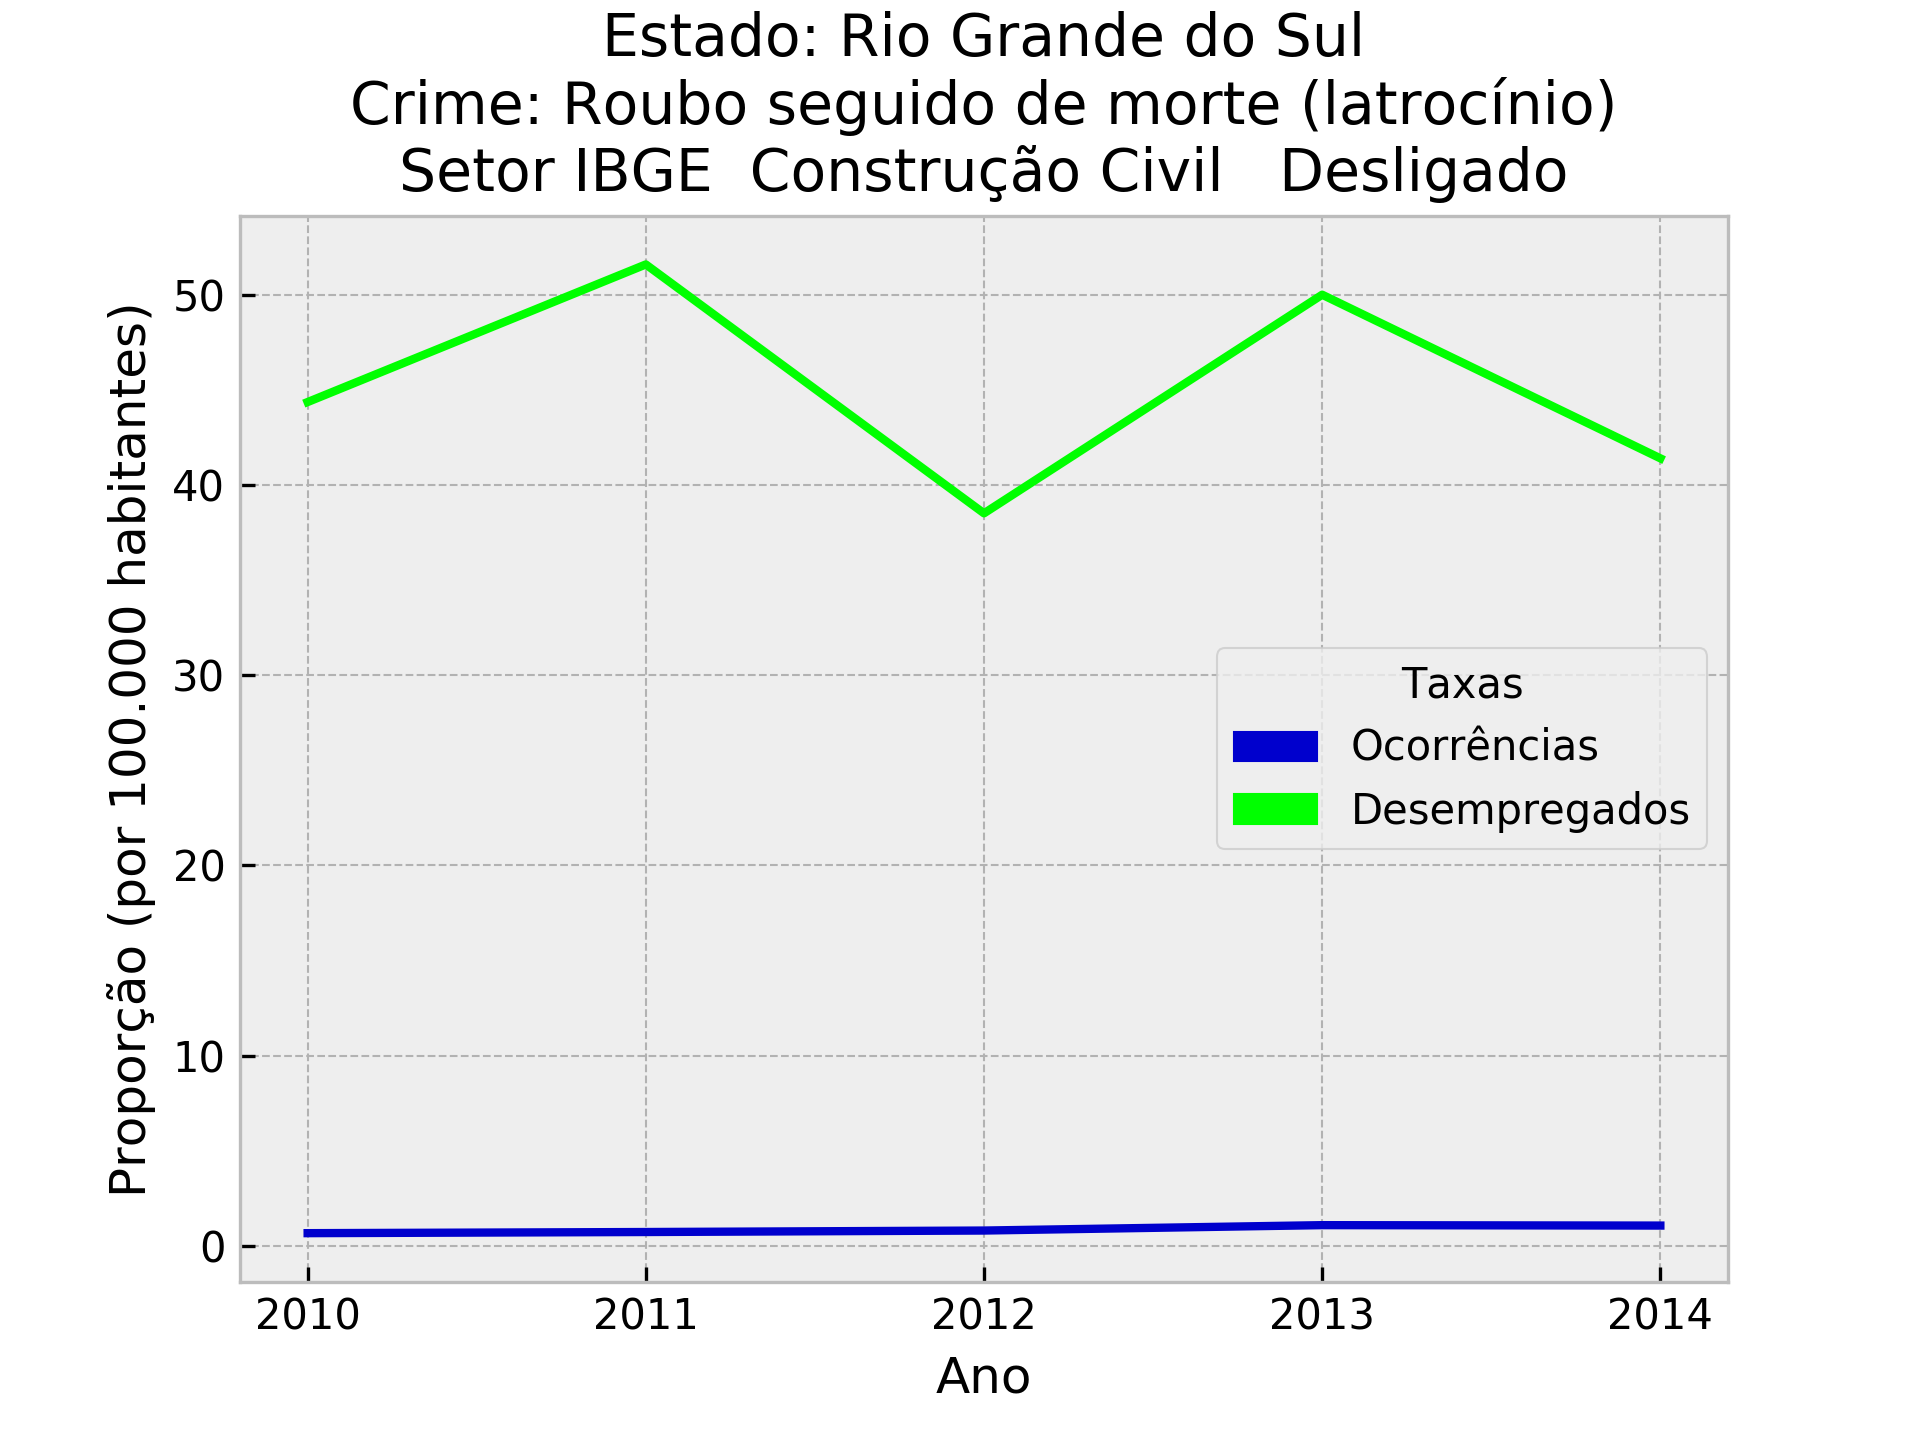 Estado: Rio Grande do Sul
Crime: Roubo seguido de morte (latrocínio)
Setor IBGE  Construção Civil   Desligado
Proporção (por 100.000 habitantes)
50
40
30
20
10
0
Taxas
Ocorrências
Desempregados
2010 2011 2012 2013 2014
Ano